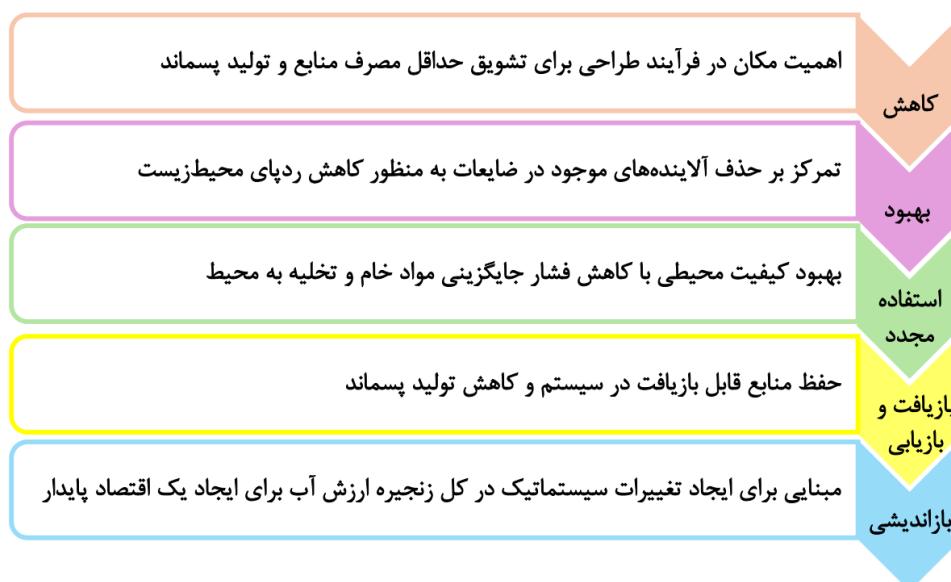 اهمیت مکان در فرآیند طراحی برای تشویق حداقل مصرف منابع و تولید پسماند
کاهش
تمرکز بر حذف آلاینده‌های موجود در ضایعات به منظور کاهش ردپای محیط‌زیست
بهبود
بهبود کیفیت محیطی با کاهش فشار جایگزینی مواد خام و تخلیه به محیط
استفاده
مجدد
حفظ منابع قابل بازیافت در سیستم و کاهش تولید پسماند
بازیافت و
بازیابی
مبنایی برای ایجاد تغییرات سیستماتیک در کل زنجیره ارزش آب برای ایجاد یک اقتصاد پایدار
بازاندیشی